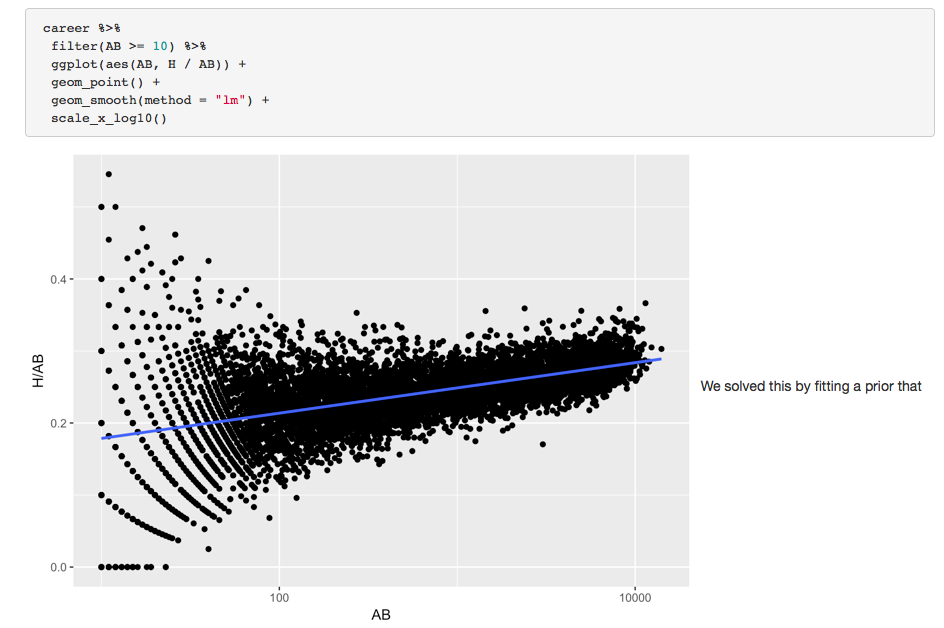 career %>%
filter(AB >= 10) %>%
ggplot(aes(AB, H / AB)) +
geom_point() +
geom_smooth(method = "lm") +
scale_x_log10()
0.4
H/AB
We solved this by fitting a prior that
0.2
0.0
100
10000
AB